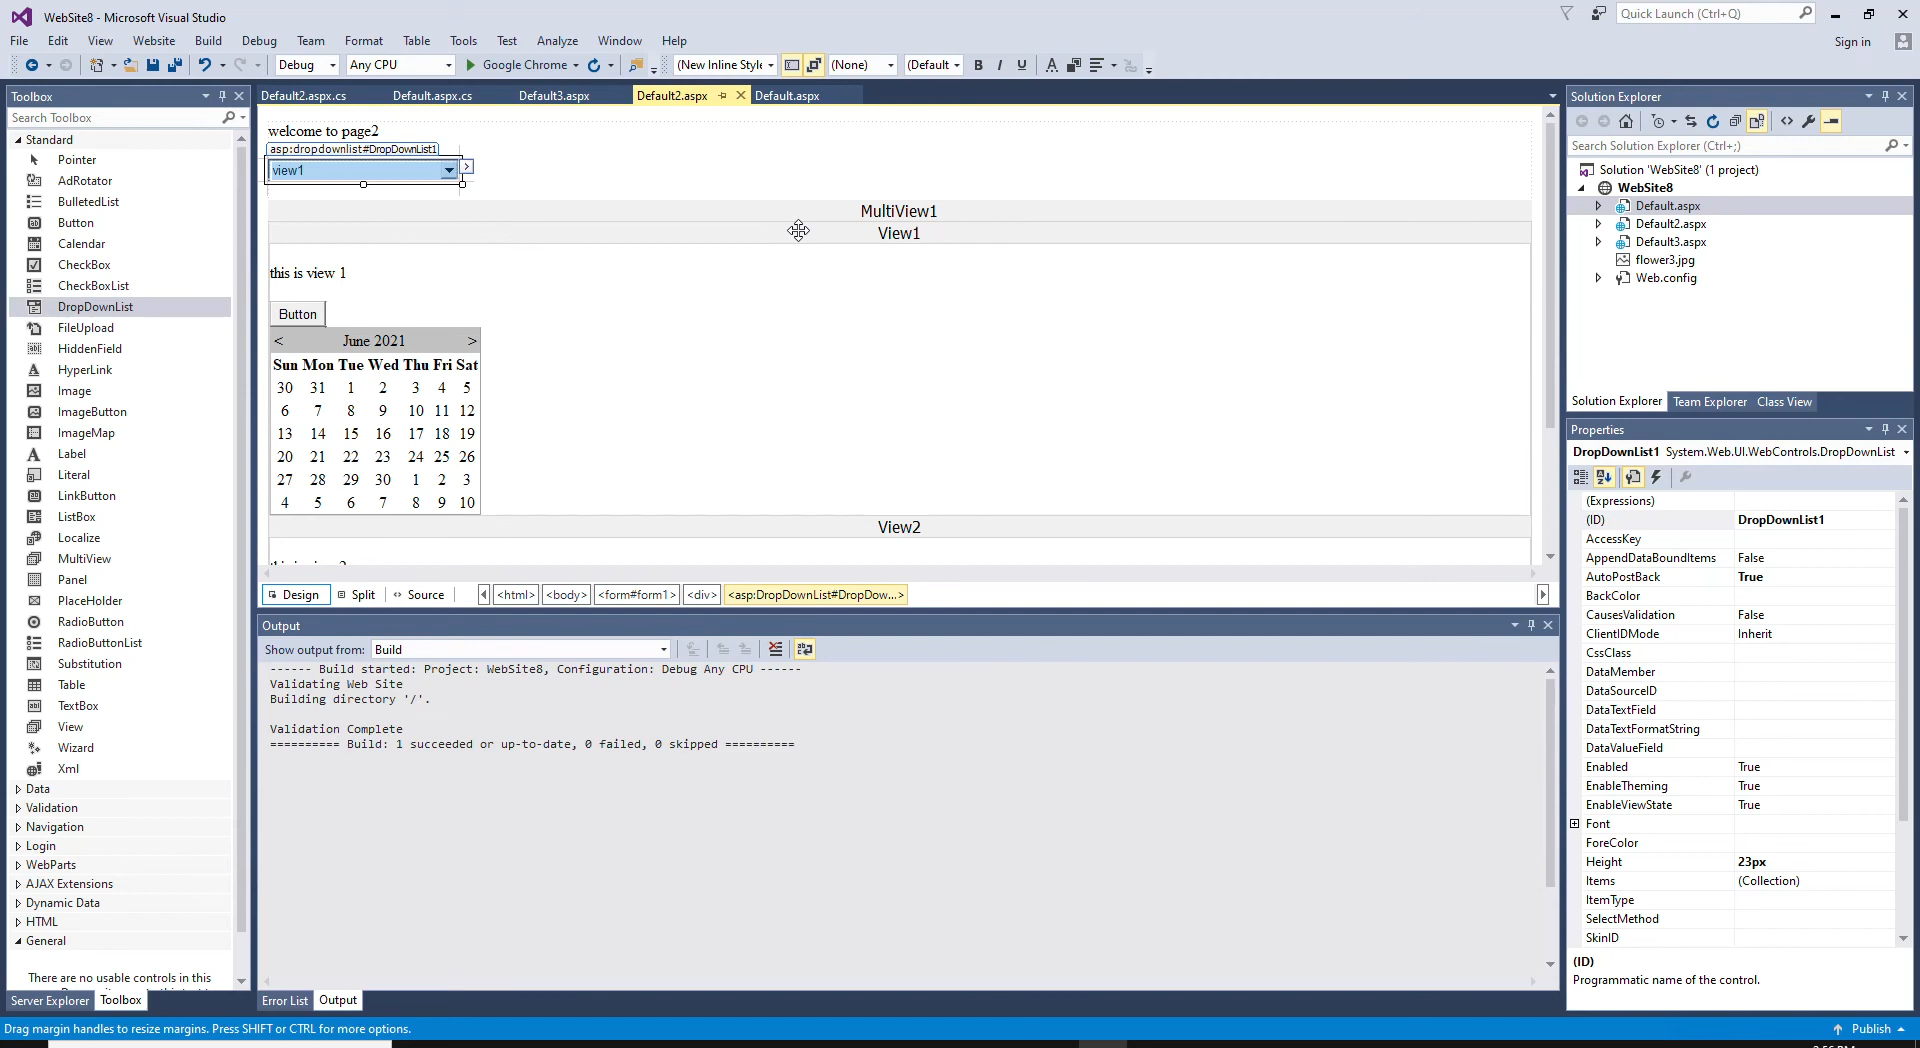 WebSite8 - Microsoft Visual Studio
Quick Launch (Ctrl+Q)
File Edit View Website Build Debug Team Format Table Tools Test Analyze Window Help
Sign in
Debug Any CPU Google Chrome (New Inline Style (None) (Default B I U A
Toolbox
Search Toolbox
Standard
Pointer
AdRotator
BulletedList
Button
Calendar
CheckBox
CheckBoxList
DropDownList
FileUpload
HiddenField
HyperLink
Image
ImageButton
ImageMap
Label
Literal
LinkButton
ListBox
Localize
MultiView
Panel
PlaceHolder
RadioButton
RadioButtonList
Substitution
Table
TextBox
View
Wizard
Xml
Data
Validation
Navigation
Login
WebParts
AJAX Extensions
Dynamic Data
HTML
General
There are no usable controls in this
Server Explorer Toolbox
Default2.aspx.cs Default.aspx.cs Default3.aspx Default2.aspx Default.aspx
welcome to page2
asp:dropdownlist#DropDownList1
view1
MultiView1
View1
this is view 1
Button
< June 2021 >
Sun Mon Tue Wed Thu Fri Sat
30 31 1 2 3 4 5
6 7 8 9 10 11 12
13 14 15 16 17 18 19
20 21 22 23 24 25 26
27 28 29 30 1 2 3
4 5 6 7 8 9 10
View2
Design Split Source <html> <body> <form#form1> <div> <asp:DropDownList#DropDow...>
Output
Show output from: Build
------ Build started: Project: WebSite8, Configuration: Debug Any CPU ------
Validating Web Site
Building directory '/'.
Validation Complete
========== Build: 1 succeeded or up-to-date, 0 failed, 0 skipped ==========
Error List Output
Solution Explorer
Search Solution Explorer (Ctrl+;)
Solution 'WebSite8' (1 project)
WebSite8
Default.aspx
Default2.aspx
Default3.aspx
flower3.jpg
Web.config
Solution Explorer Team Explorer Class View
Properties
DropDownList1 System.Web.UI.WebControls.DropDownList
(Expressions)
(ID) DropDownList1
AccessKey
AppendDataBoundItems False
AutoPostBack True
BackColor
CausesValidation False
ClientIDMode Inherit
CssClass
DataMember
DataSourceID
DataTextField
DataTextFormatString
DataValueField
Enabled True
EnableTheming True
EnableViewState True
Font
ForeColor
Height 23px
Items (Collection)
ItemType
SelectMethod
SkinID
(ID)
Programmatic name of the control.
Drag margin handles to resize margins. Press SHIFT or CTRL for more options.
Publish